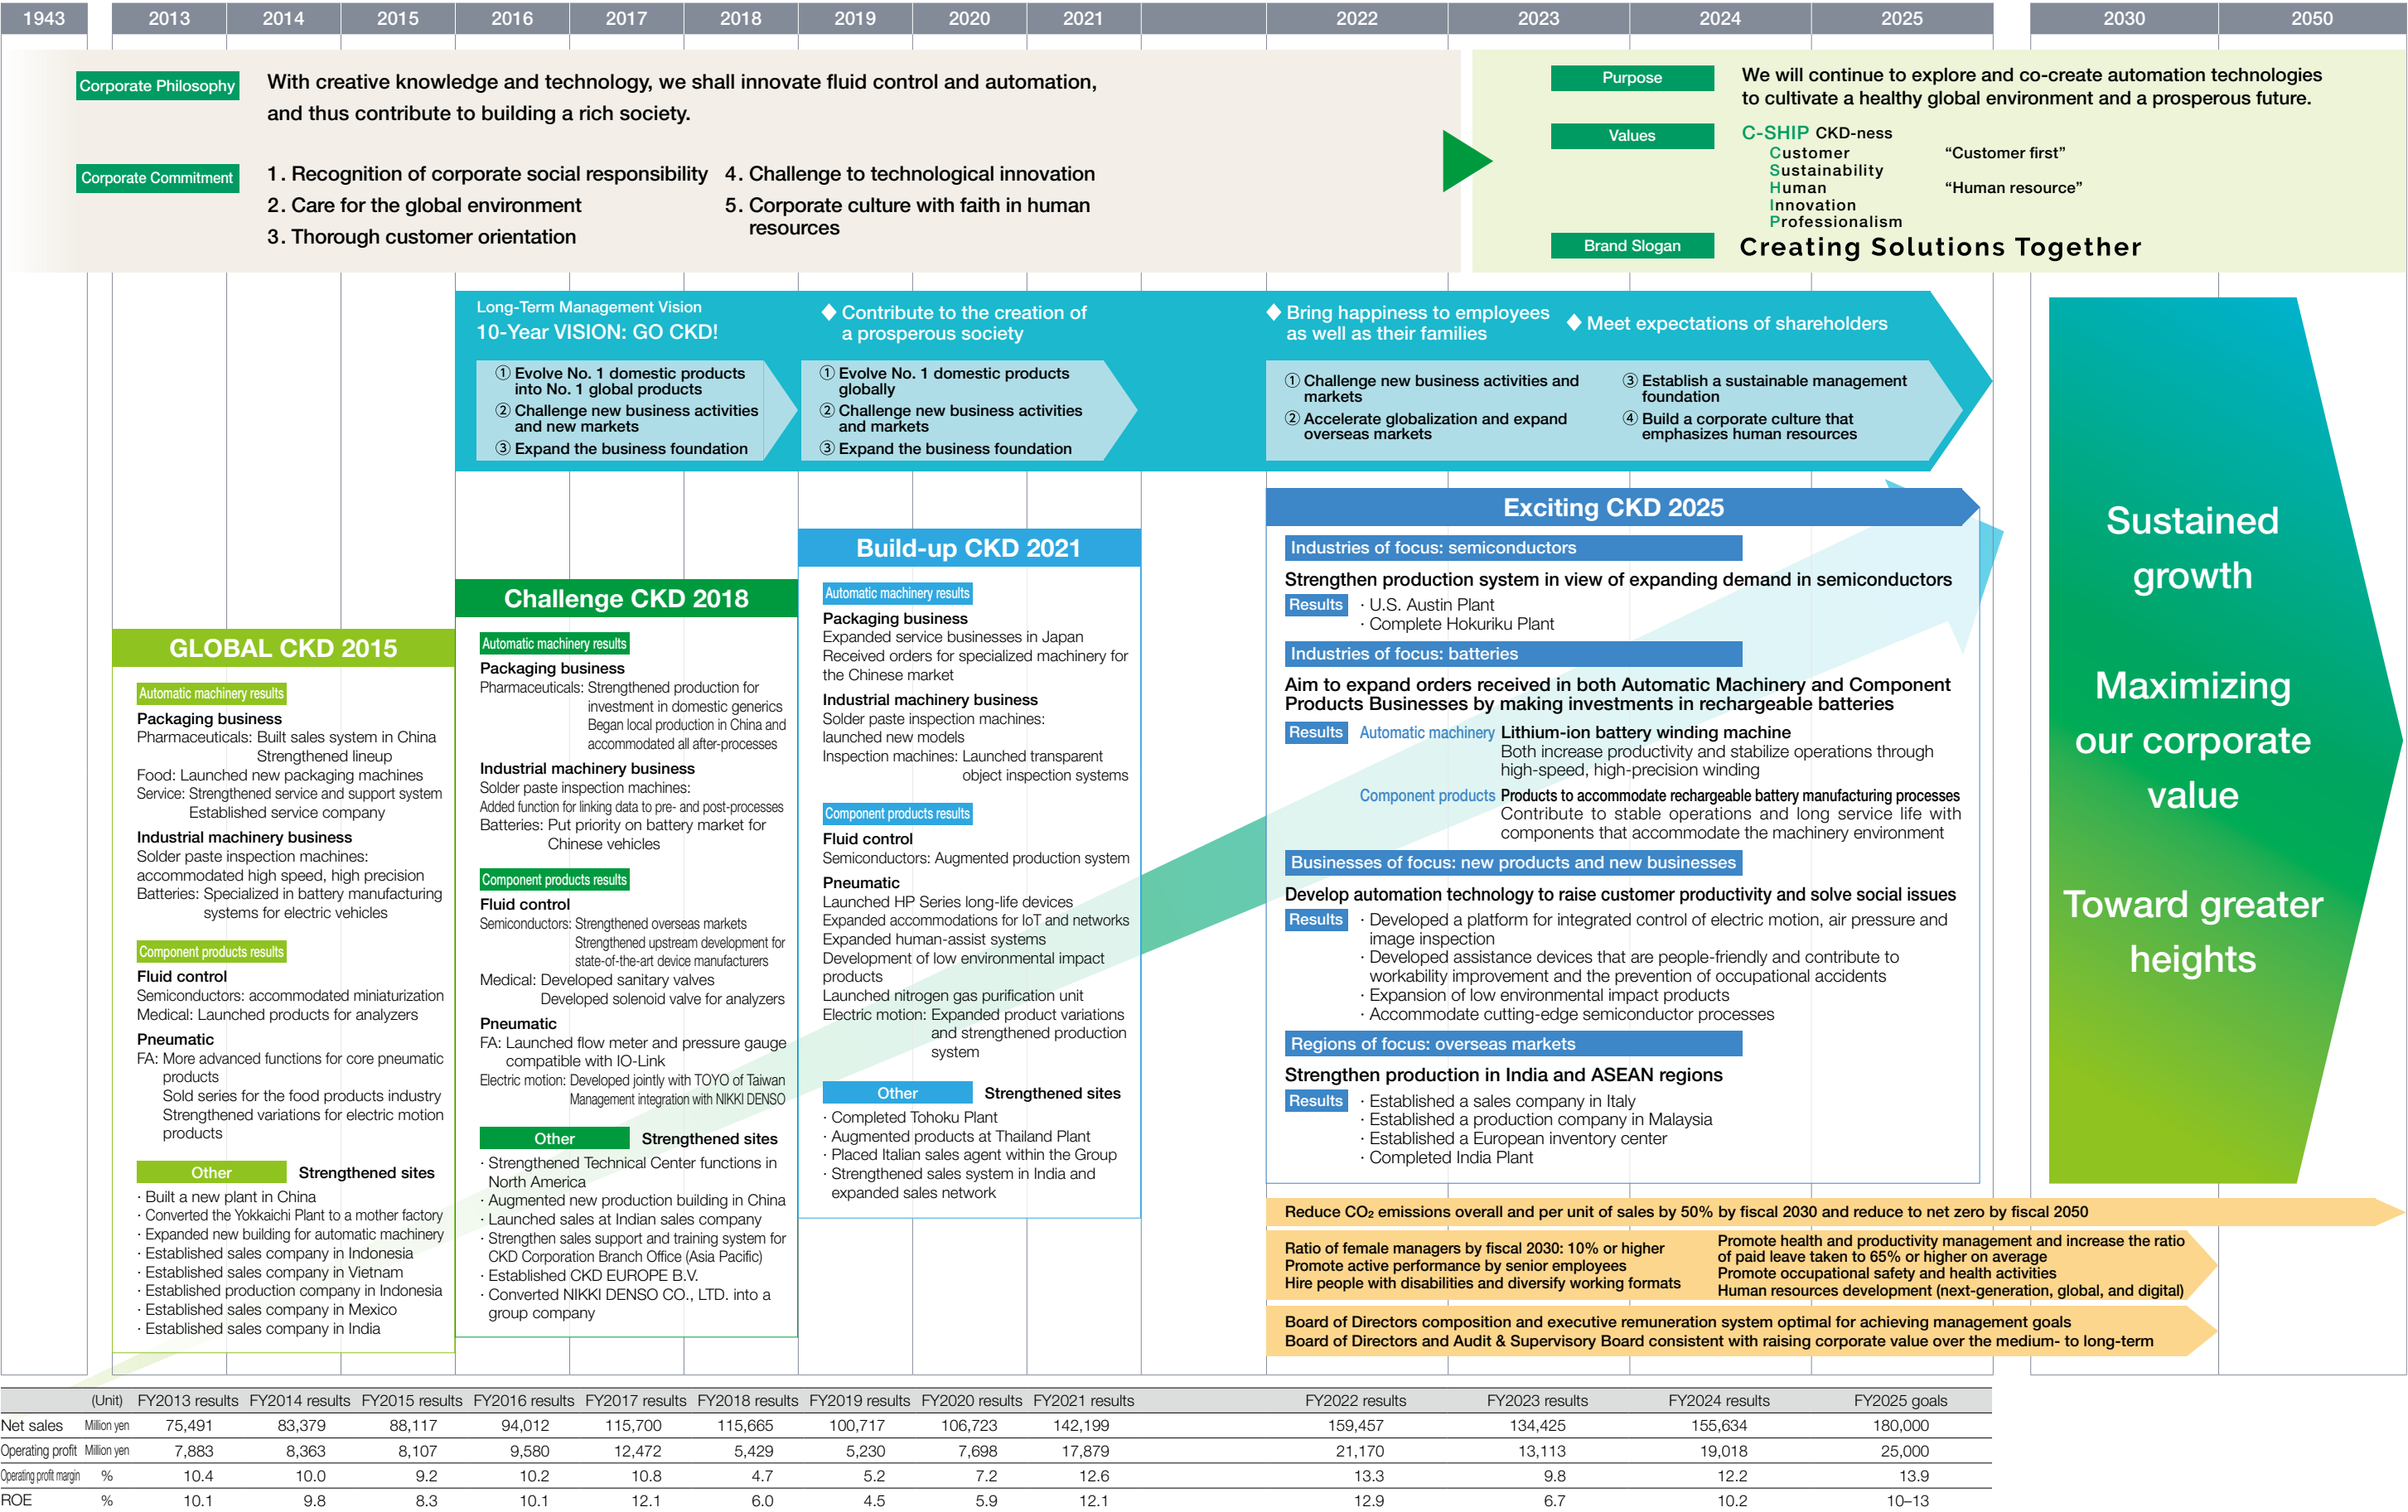 1943 2013 2014 2015 2016 2017 2018 2019 2020 2021 2022 2023 2024 2025 2030 2050
Corporate Philosophy
With creative knowledge and technology, we shall innovate fluid control and automation,
and thus contribute to building a rich society.
Corporate Commitment
1. Recognition of corporate social responsibility
2. Care for the global environment
3. Thorough customer orientation
4. Challenge to technological innovation
5. Corporate culture with faith in human
resources
Purpose
We will continue to explore and co-create automation technologies
to cultivate a healthy global environment and a prosperous future.
Values
C-SHIP CKD-ness
Customer “Customer first”
Sustainability
Human “Human resource”
Innovation
Professionalism
Brand Slogan
Creating Solutions Together
Long-Term Management Vision
10-Year VISION: GO CKD!
◆ Contribute to the creation of
a prosperous society
◆ Bring happiness to employees
as well as their families
◆ Meet expectations of shareholders
① Evolve No. 1 domestic products
into No. 1 global products
② Challenge new business activities
and new markets
③ Expand the business foundation
① Evolve No. 1 domestic products
globally
② Challenge new business activities
and markets
③ Expand the business foundation
① Challenge new business activities and
markets
② Accelerate globalization and expand
overseas markets
③ Establish a sustainable management
foundation
④ Build a corporate culture that
emphasizes human resources
GLOBAL CKD 2015
Automatic machinery results
Packaging business
Pharmaceuticals: Built sales system in China
Strengthened lineup
Food: Launched new packaging machines
Service: Strengthened service and support system
Established service company
Industrial machinery business
Solder paste inspection machines:
accommodated high speed, high precision
Batteries: Specialized in battery manufacturing
systems for electric vehicles
Component products results
Fluid control
Semiconductors: accommodated miniaturization
Medical: Launched products for analyzers
Pneumatic
FA: More advanced functions for core pneumatic
products
Sold series for the food products industry
Strengthened variations for electric motion
products
Other Strengthened sites
· Built a new plant in China
· Converted the Yokkaichi Plant to a mother factory
· Expanded new building for automatic machinery
· Established sales company in Indonesia
· Established sales company in Vietnam
· Established production company in Indonesia
· Established sales company in Mexico
· Established sales company in India
Challenge CKD 2018
Automatic machinery results
Packaging business
Pharmaceuticals: Strengthened production for
investment in domestic generics
Began local production in China and
accommodated all after-processes
Industrial machinery business
Solder paste inspection machines:
Added function for linking data to pre- and post-processes
Batteries: Put priority on battery market for
Chinese vehicles
Component products results
Fluid control
Semiconductors: Strengthened overseas markets
Strengthened upstream development for
state-of-the-art device manufacturers
Medical: Developed sanitary valves
Developed solenoid valve for analyzers
Pneumatic
FA: Launched flow meter and pressure gauge
compatible with IO-Link
Electric motion: Developed jointly with TOYO of Taiwan
Management integration with NIKKI DENSO
Other Strengthened sites
· Strengthened Technical Center functions in
North America
· Augmented new production building in China
· Launched sales at Indian sales company
· Strengthen sales support and training system for
CKD Corporation Branch Office (Asia Pacific)
· Established CKD EUROPE B.V.
· Converted NIKKI DENSO CO., LTD. into a
group company
Build-up CKD 2021
Automatic machinery results
Packaging business
Expanded service businesses in Japan
Received orders for specialized machinery for
the Chinese market
Industrial machinery business
Solder paste inspection machines:
launched new models
Inspection machines: Launched transparent
object inspection systems
Component products results
Fluid control
Semiconductors: Augmented production system
Pneumatic
Launched HP Series long-life devices
Expanded accommodations for IoT and networks
Expanded human-assist systems
Development of low environmental impact
products
Launched nitrogen gas purification unit
Electric motion: Expanded product variations
and strengthened production
system
Other Strengthened sites
· Completed Tohoku Plant
· Augmented products at Thailand Plant
· Placed Italian sales agent within the Group
· Strengthened sales system in India and
expanded sales network
Exciting CKD 2025
Industries of focus: semiconductors
Strengthen production system in view of expanding demand in semiconductors
Results · U.S. Austin Plant
· Complete Hokuriku Plant
Industries of focus: batteries
Aim to expand orders received in both Automatic Machinery and Component
Products Businesses by making investments in rechargeable batteries
Results Automatic machinery Lithium-ion battery winding machine
Both increase productivity and stabilize operations through
high-speed, high-precision winding
Component products Products to accommodate rechargeable battery manufacturing processes
Contribute to stable operations and long service life with
components that accommodate the machinery environment
Businesses of focus: new products and new businesses
Develop automation technology to raise customer productivity and solve social issues
Results · Developed a platform for integrated control of electric motion, air pressure and
image inspection
· Developed assistance devices that are people-friendly and contribute to
workability improvement and the prevention of occupational accidents
· Expansion of low environmental impact products
· Accommodate cutting-edge semiconductor processes
Regions of focus: overseas markets
Strengthen production in India and ASEAN regions
Results · Established a sales company in Italy
· Established a production company in Malaysia
· Established a European inventory center
· Completed India Plant
Sustained
growth
Maximizing
our corporate
value
Toward greater
heights
Reduce CO₂ emissions overall and per unit of sales by 50% by fiscal 2030 and reduce to net zero by fiscal 2050
Ratio of female managers by fiscal 2030: 10% or higher
Promote active performance by senior employees
Hire people with disabilities and diversify working formats
Promote health and productivity management and increase the ratio
of paid leave taken to 65% or higher on average
Promote occupational safety and health activities
Human resources development (next-generation, global, and digital)
Board of Directors composition and executive remuneration system optimal for achieving management goals
Board of Directors and Audit & Supervisory Board consistent with raising corporate value over the medium- to long-term
(Unit) FY2013 results FY2014 results FY2015 results FY2016 results FY2017 results FY2018 results FY2019 results FY2020 results FY2021 results FY2022 results FY2023 results FY2024 results FY2025 goals
Net sales Million yen 75,491 83,379 88,117 94,012 115,700 115,665 100,717 106,723 142,199 159,457 134,425 155,634 180,000
Operating profit Million yen 7,883 8,363 8,107 9,580 12,472 5,429 5,230 7,698 17,879 21,170 13,113 19,018 25,000
Operating profit margin % 10.4 10.0 9.2 10.2 10.8 4.7 5.2 7.2 12.6 13.3 9.8 12.2 13.9
ROE % 10.1 9.8 8.3 10.1 12.1 6.0 4.5 5.9 12.1 12.9 6.7 10.2 10–13